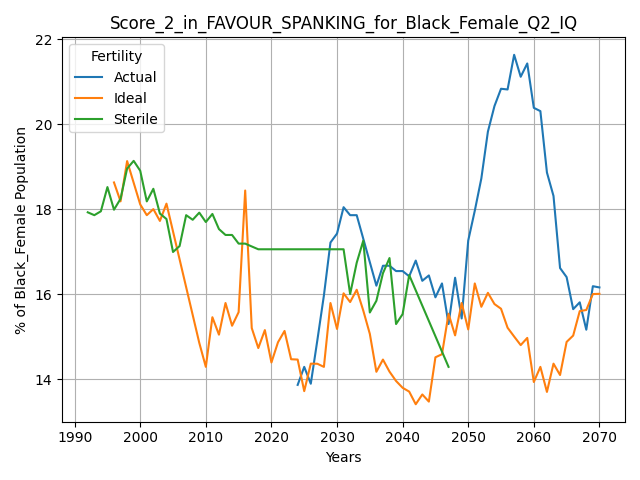 Score_2_in_FAVOUR_SPANKING_for_Black_Female_Q2_IQ
Fertility
Actual
Ideal
Sterile
% of Black_Female Population
22
20
18
16
14
1990 2000 2010 2020 2030 2040 2050 2060 2070
Years